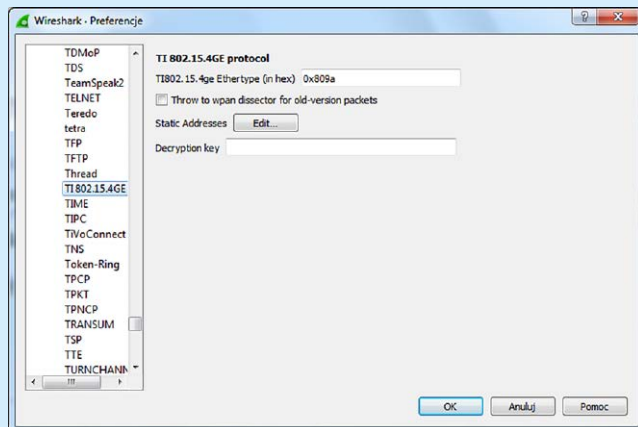 Wireshark · Preferencje
TDMoP
TDS
TeamSpeak2
TELNET
Teredo
tetra
TFP
TFTP
Thread
TI 802.15.4GE
TIME
TIPC
TiVoConnect
TNS
Token-Ring
TPCP
TPKT
TPNCP
TRANSUM
TSP
TTE
TURNCHANN
TI 802.15.4GE protocol
TI802.15.4ge Ethertype (in hex) 0x809a
Throw to wpan dissector for old-version packets
Static Addresses Edit...
Decryption key
OK Anuluj Pomoc